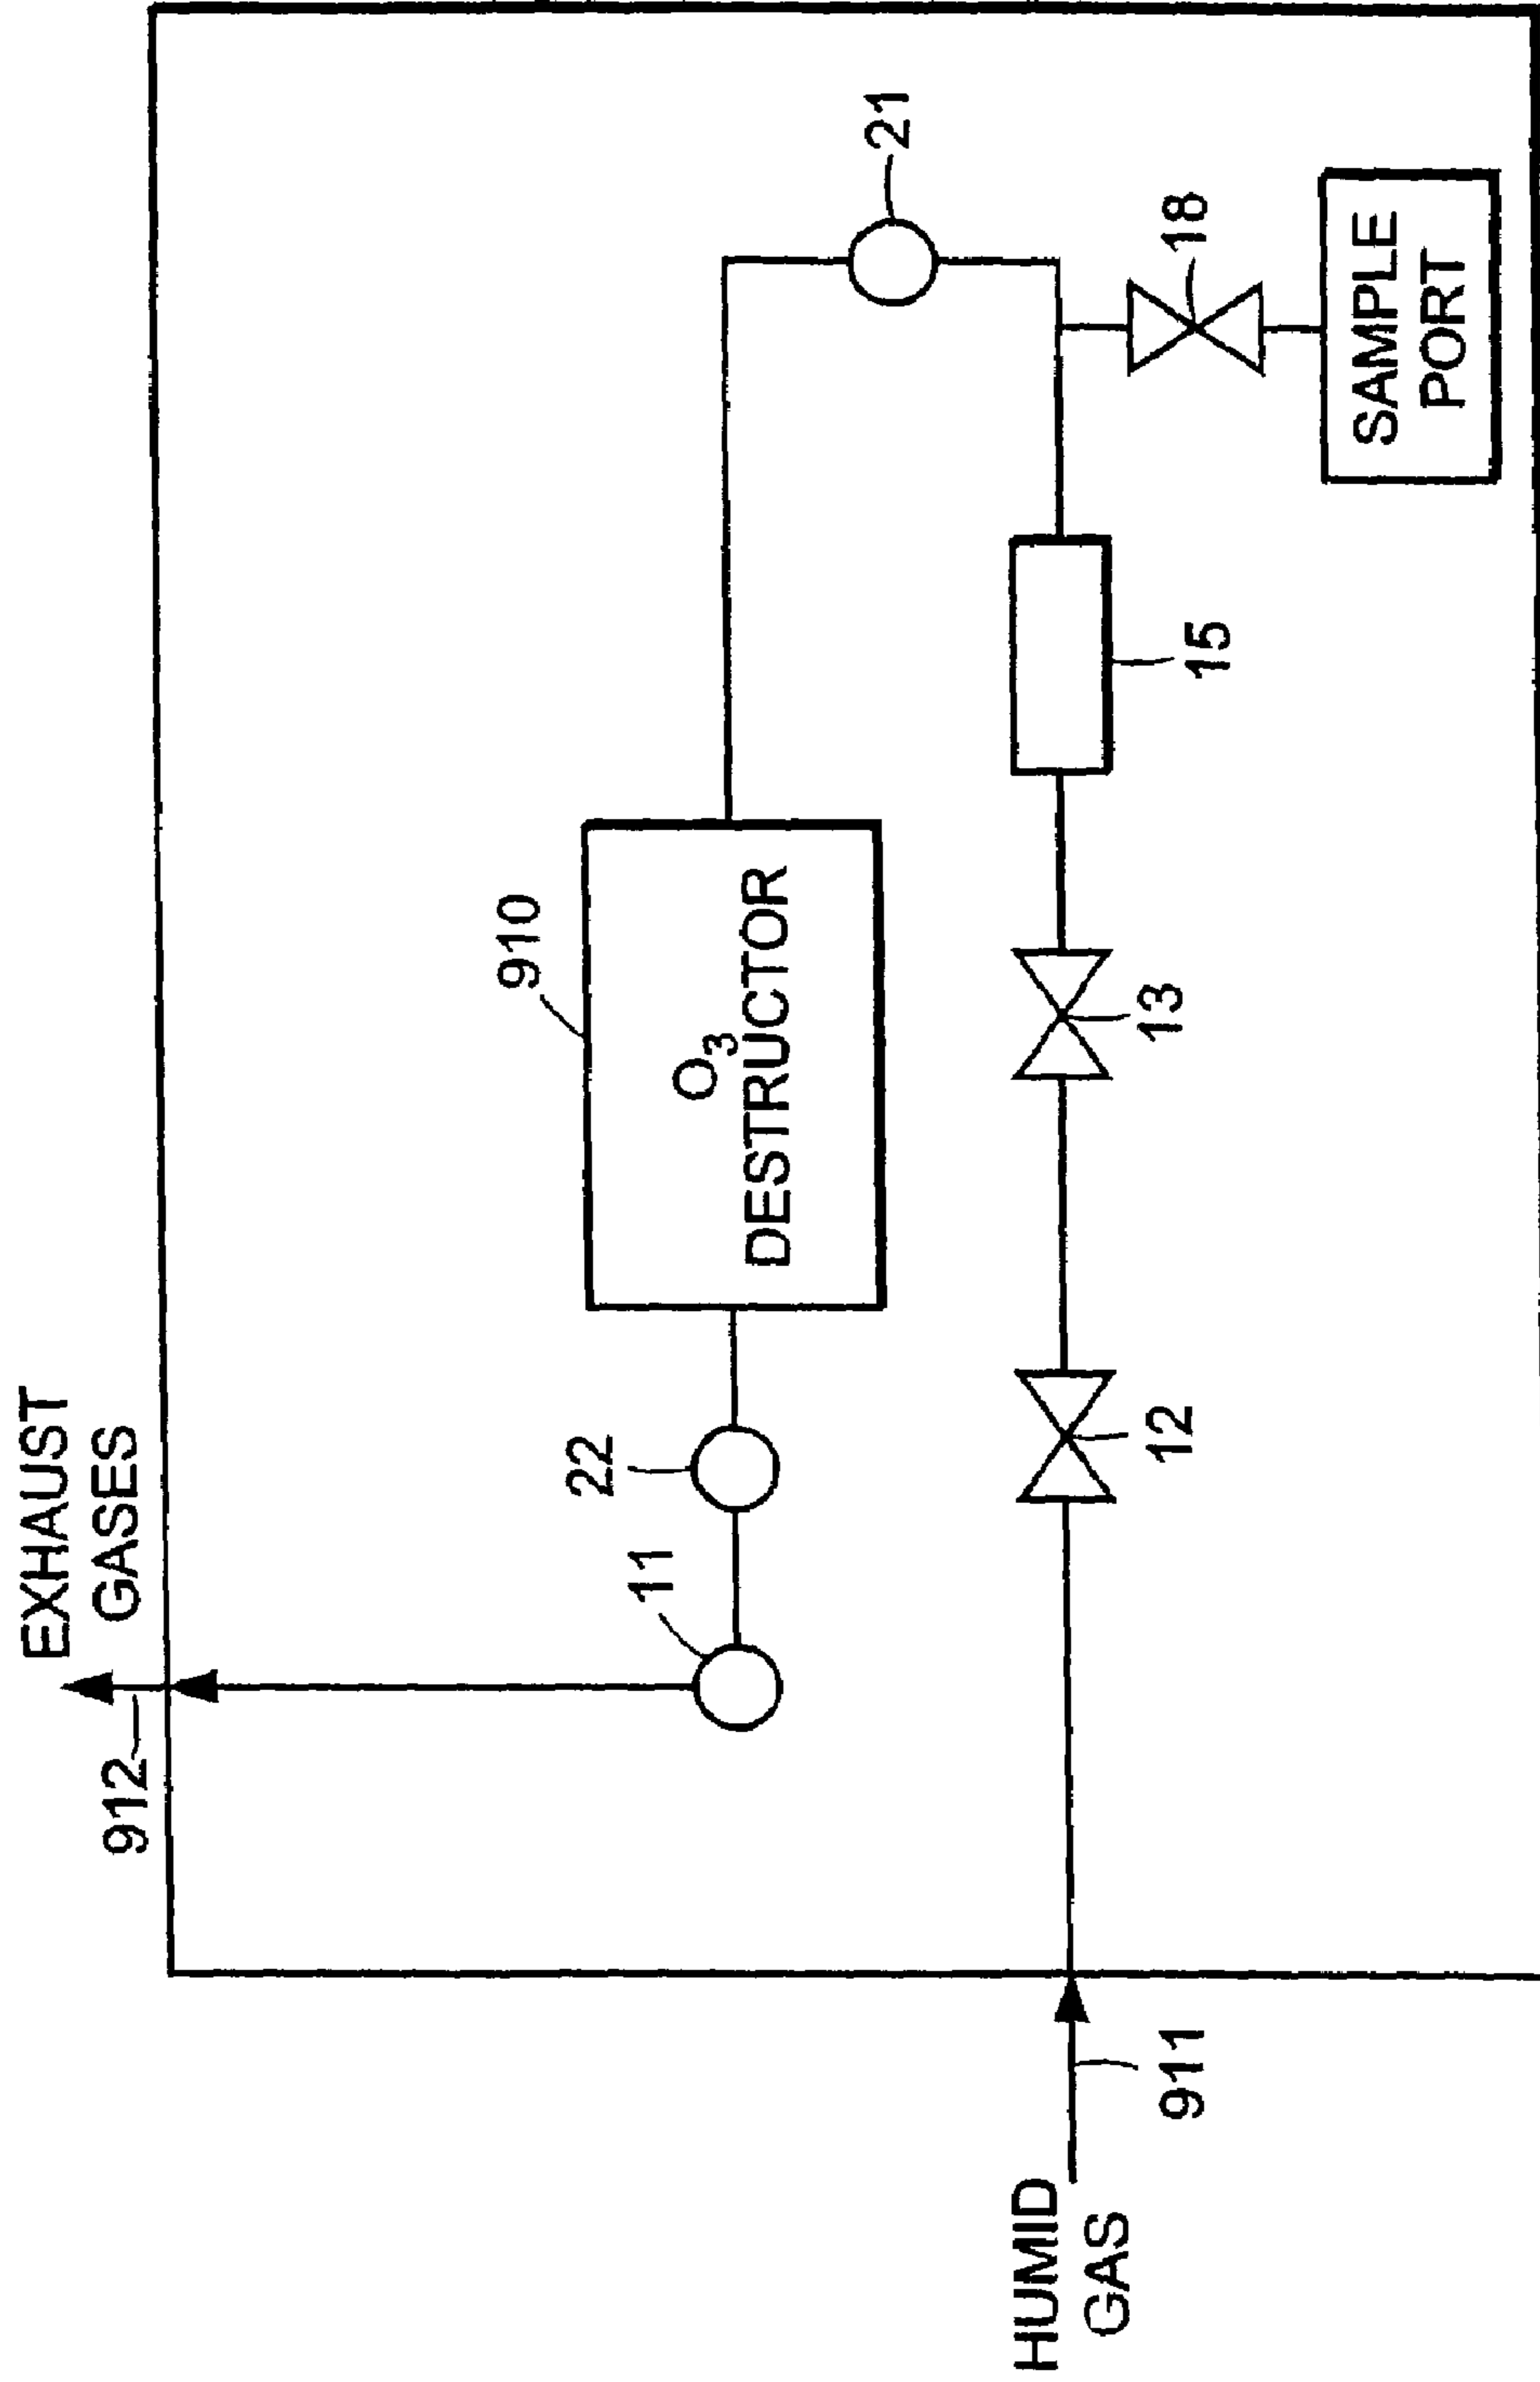 EXHAUST
GASES
912
11
22
910
O₃
DESTRUCTOR
21
HUMID
GAS
911
12
13
15
18
SAMPLE
PORT